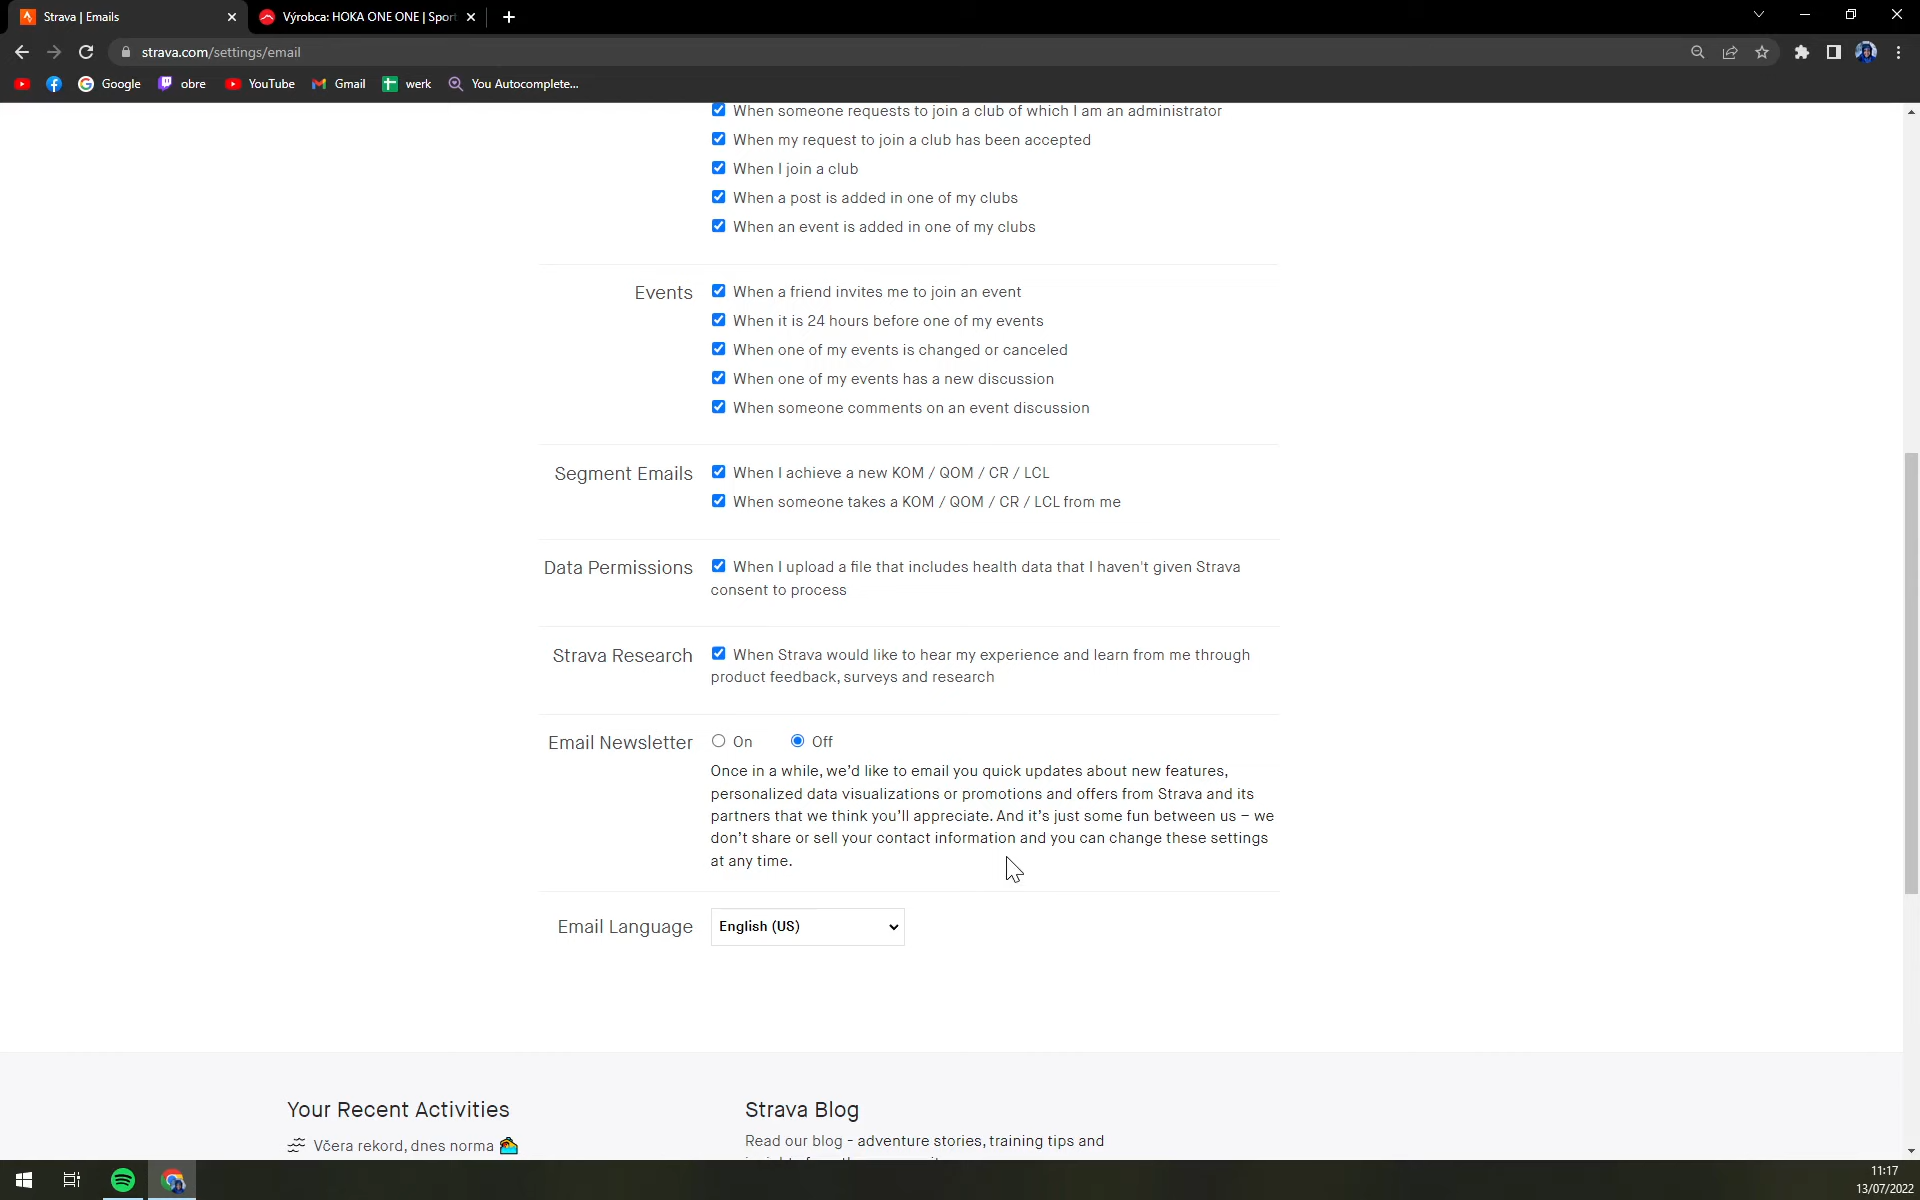 Strava | Emails
Výrobca: HOKA ONE ONE | Sport
strava.com/settings/email
Google
obre
YouTube
Gmail
werk
You Autocomplete...
When someone requests to join a club of which I am an administrator
When my request to join a club has been accepted
When I join a club
When a post is added in one of my clubs
When an event is added in one of my clubs
Events
When a friend invites me to join an event
When it is 24 hours before one of my events
When one of my events is changed or canceled
When one of my events has a new discussion
When someone comments on an event discussion
Segment Emails
When I achieve a new KOM / QOM / CR / LCL
When someone takes a KOM / QOM / CR / LCL from me
Data Permissions
When I upload a file that includes health data that I haven't given Strava
consent to process
Strava Research
When Strava would like to hear my experience and learn from me through
product feedback, surveys and research
Email Newsletter
On
Off
Once in a while, we’d like to email you quick updates about new features,
personalized data visualizations or promotions and offers from Strava and its
partners that we think you’ll appreciate. And it’s just some fun between us – we
don’t share or sell your contact information and you can change these settings
at any time.
Email Language
English (US)
Your Recent Activities
Včera rekord, dnes norma
Strava Blog
Read our blog - adventure stories, training tips and
11:17
13/07/2022